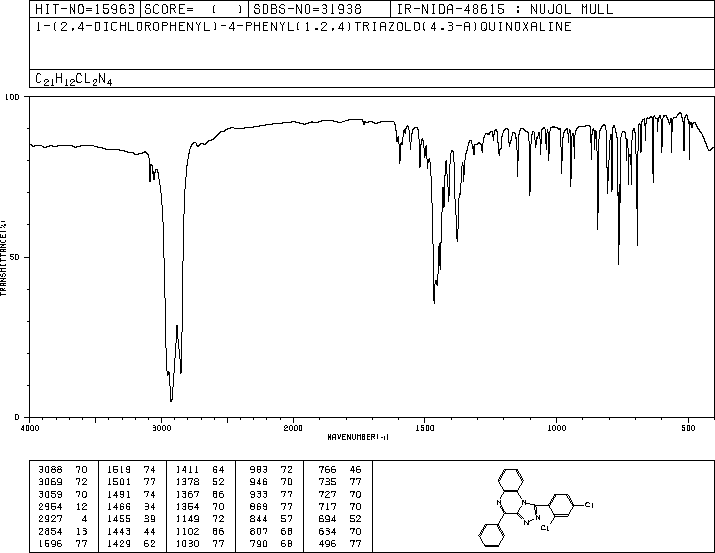 HIT-NO=15963 SCORE= ( ) SDBS-NO=31938 IR-NIDA-48615 : NUJOL MULL
1-(2,4-DICHLOROPHENYL)-4-PHENYL(1.2.4)TRIAZOLO(4.3-A)QUINOXALINE
C21H12CL2N4
100
50
0
TRANSMITTANCE(%)
4000 3000 2000 1500 1000 500
WAVENUMBER(-1)
3088 70 1519 74 1411 64 983 72 766 46
3069 72 1501 77 1378 52 946 70 735 77
3059 70 1491 74 1367 86 933 77 727 70
2954 12 1466 34 1354 70 869 77 717 70
2927 4 1455 39 1149 72 844 57 694 52
2854 13 1443 44 1102 86 807 68 634 70
1596 77 1429 62 1030 77 790 68 496 77
N N N N Cl Cl